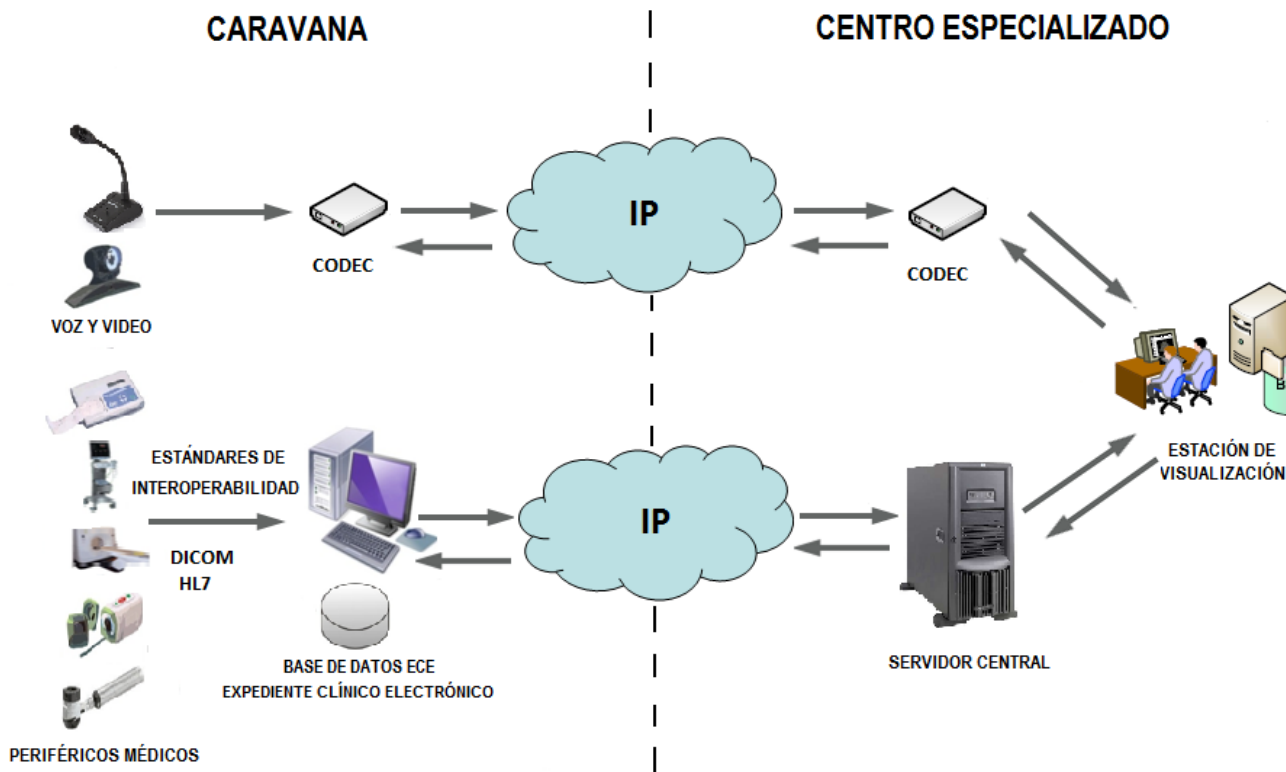 CARAVANA
CENTRO ESPECIALIZADO
IP
CODEC
CODEC
VOZ Y VIDEO
ESTÁNDARES DE
INTEROPERABILIDAD
DICOM
HL7
IP
ESTACIÓN DE
VISUALIZACIÓN
BASE DE DATOS ECE
EXPEDIENTE CLÍNICO ELECTRÓNICO
SERVIDOR CENTRAL
PERIFÉRICOS MÉDICOS